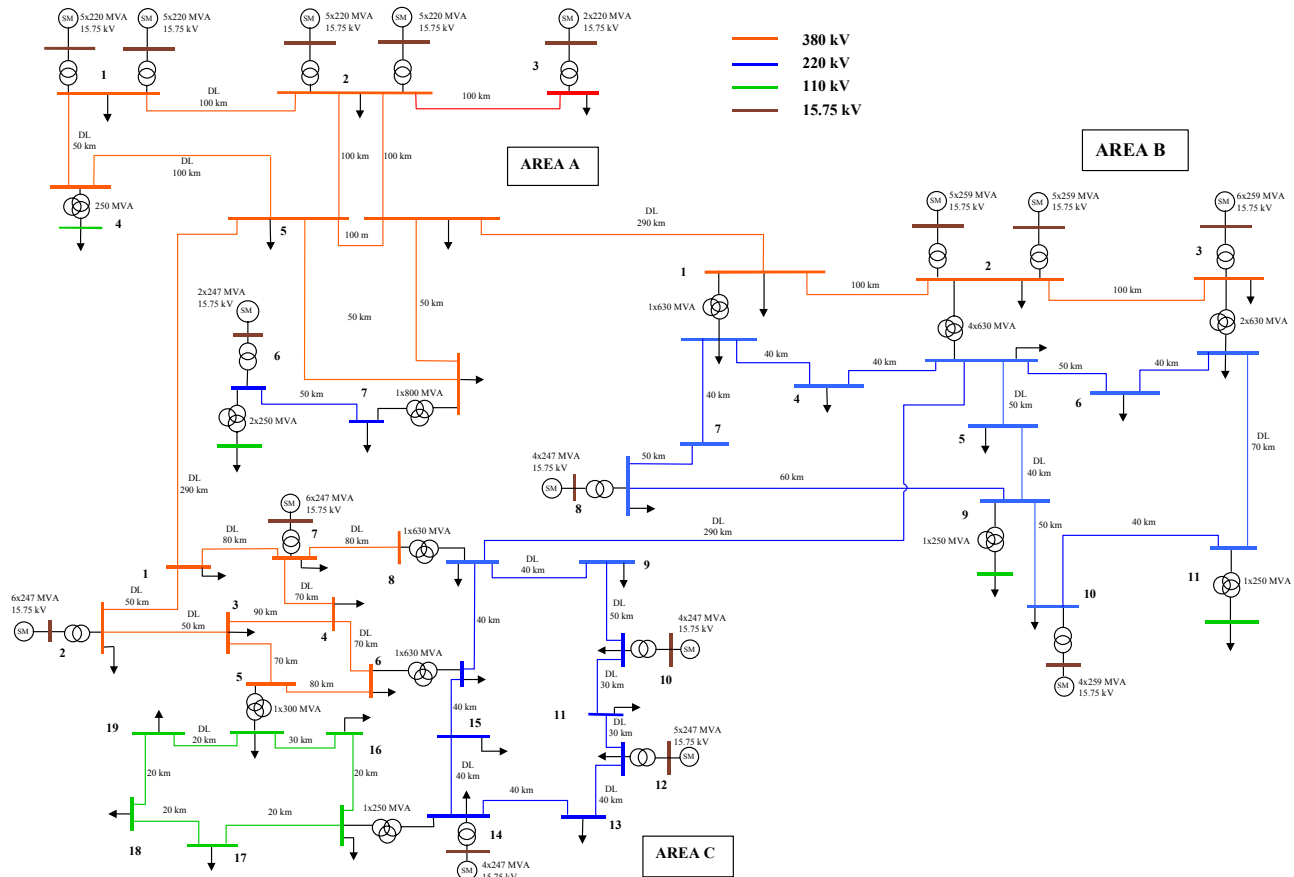 5x220 MVA
15.75 kV
SM
5x220 MVA
15.75 kV
SM
5x220 MVA
15.75 kV
SM
5x220 MVA
15.75 kV
SM
2x220 MVA
15.75 kV
SM
380 kV
220 kV
110 kV
15.75 kV
1
2
3
DL
100 km
100 km
DL
50 km
DL
100 km
100 km
100 km
AREA A
AREA B
250 MVA
4
5
100 m
DL
290 km
5x259 MVA
15.75 kV
SM
5x259 MVA
15.75 kV
SM
6x259 MVA
15.75 kV
SM
1
2
3
100 km
100 km
1x630 MVA
4x630 MVA
2x630 MVA
50 km
50 km
2x247 MVA
15.75 kV
SM
6
7
50 km
1x800 MVA
2x250 MVA
40 km
40 km
50 km
40 km
4
6
40 km
DL
50 km
DL
70 km
7
5
50 km
DL
40 km
4x247 MVA
15.75 kV
SM
8
60 km
9
1x250 MVA
50 km
40 km
11
1x250 MVA
10
4x259 MVA
15.75 kV
SM
DL
290 km
DL
290 km
6x247 MVA
15.75 kV
SM
7
DL
80 km
DL
80 km
1x630 MVA
8
1
DL
40 km
9
DL
70 km
DL
50 km
6x247 MVA
15.75 kV
SM
2
DL
50 km
3
90 km
4
DL
70 km
40 km
DL
50 km
4x247 MVA
15.75 kV
SM
10
70 km
6
1x630 MVA
5
80 km
DL
30 km
1x300 MVA
40 km
11
15
19
DL
20 km
30 km
16
DL
30 km
5x247 MVA
15.75 kV
SM
12
20 km
20 km
DL
40 km
DL
40 km
20 km
20 km
1x250 MVA
40 km
14
13
18
17
4x247 MVA
15.75 kV
SM
AREA C